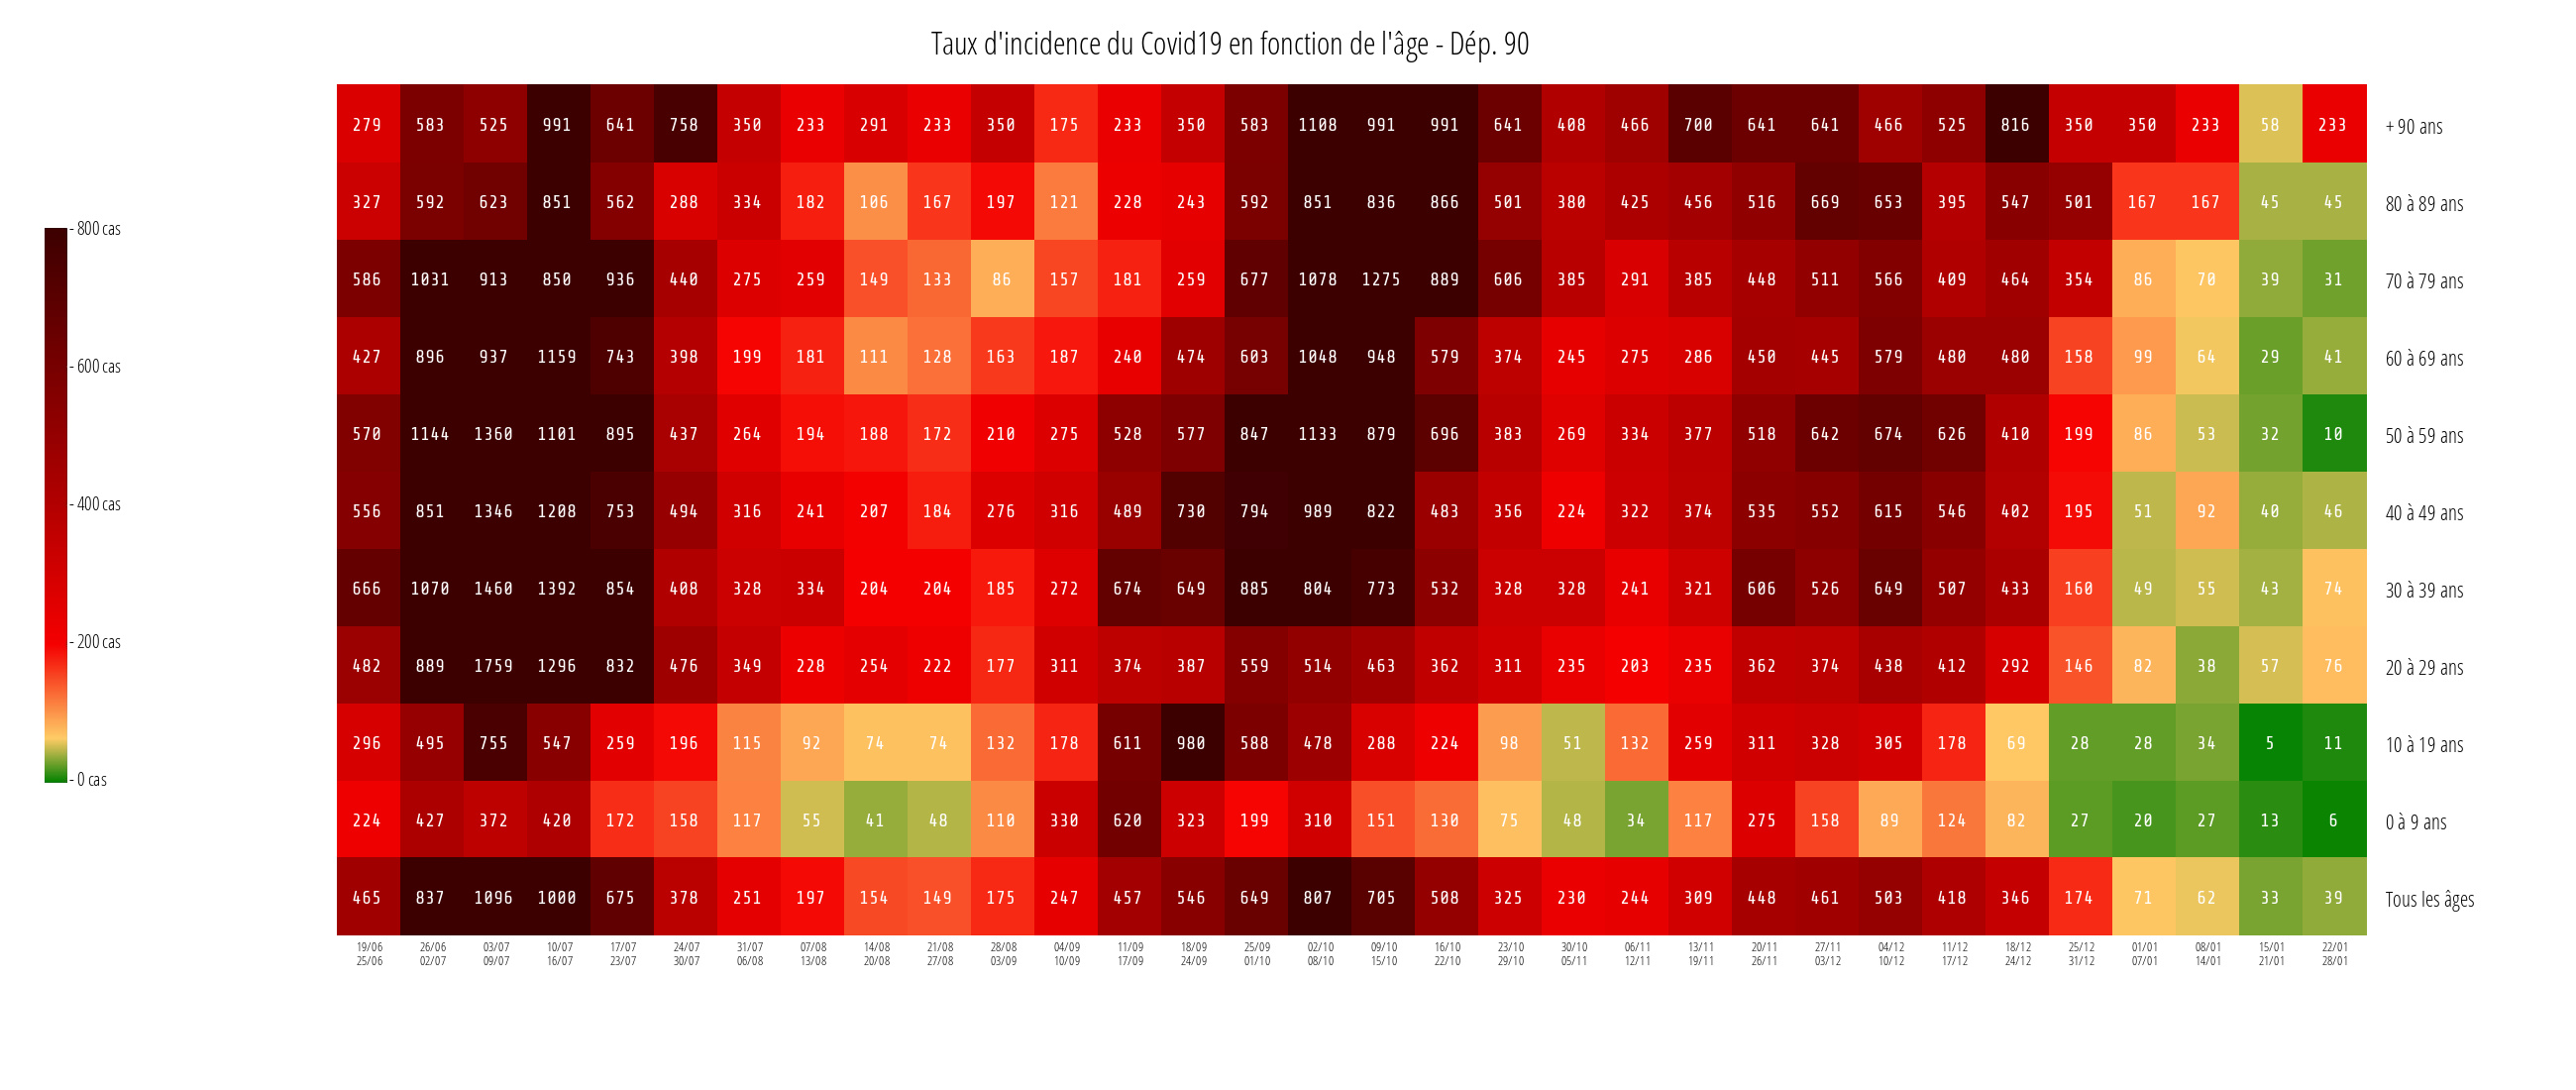 Taux d'incidence du Covid19 en fonction de l'âge - Dép. 90
279 583 525 991 641 758 350 233 291 233 350 175 233 350 583 1108 991 991 641 408 466 700 641 641 466 525 816 350 350 233 58 233 + 90 ans
327 592 623 851 562 288 334 182 106 167 197 121 228 243 592 851 836 866 501 380 425 456 516 669 653 395 547 501 167 167 45 45 80 à 89 ans
586 1031 913 850 936 440 275 259 149 133 86 157 181 259 677 1078 1275 889 606 385 291 385 448 511 566 409 464 354 86 70 39 31 70 à 79 ans
427 896 937 1159 743 398 199 181 111 128 163 187 240 474 603 1048 948 579 374 245 275 286 450 445 579 480 480 158 99 64 29 41 60 à 69 ans
570 1144 1360 1101 895 437 264 194 188 172 210 275 528 577 847 1133 879 696 383 269 334 377 518 642 674 626 410 199 86 53 32 10 50 à 59 ans
556 851 1346 1208 753 494 316 241 207 184 276 316 489 730 794 989 822 483 356 224 322 374 535 552 615 546 402 195 51 92 40 46 40 à 49 ans
666 1070 1460 1392 854 408 328 334 204 204 185 272 674 649 885 804 773 532 328 328 241 321 606 526 649 507 433 160 49 55 43 74 30 à 39 ans
482 889 1759 1296 832 476 349 228 254 222 177 311 374 387 559 514 463 362 311 235 203 235 362 374 438 412 292 146 82 38 57 76 20 à 29 ans
296 495 755 547 259 196 115 92 74 74 132 178 611 980 588 478 288 224 98 51 132 259 311 328 305 178 69 28 28 34 5 11 10 à 19 ans
224 427 372 420 172 158 117 55 41 48 110 330 620 323 199 310 151 130 75 48 34 117 275 158 89 124 82 27 20 27 13 6 0 à 9 ans
465 837 1096 1000 675 378 251 197 154 149 175 247 457 546 649 807 705 508 325 230 244 309 448 461 503 418 346 174 71 62 33 39 Tous les âges
19/06 26/06 03/07 10/07 17/07 24/07 31/07 07/08 14/08 21/08 28/08 04/09 11/09 18/09 25/09 02/10 09/10 16/10 23/10 30/10 06/11 13/11 20/11 27/11 04/12 11/12 18/12 25/12 01/01 08/01 15/01 22/01
25/06 02/07 09/07 16/07 23/07 30/07 06/08 13/08 20/08 27/08 03/09 10/09 17/09 24/09 01/10 08/10 15/10 22/10 29/10 05/11 12/11 19/11 26/11 03/12 10/12 17/12 24/12 31/12 07/01 14/01 21/01 28/01
- 800 cas
- 600 cas
- 400 cas
- 200 cas
- 0 cas